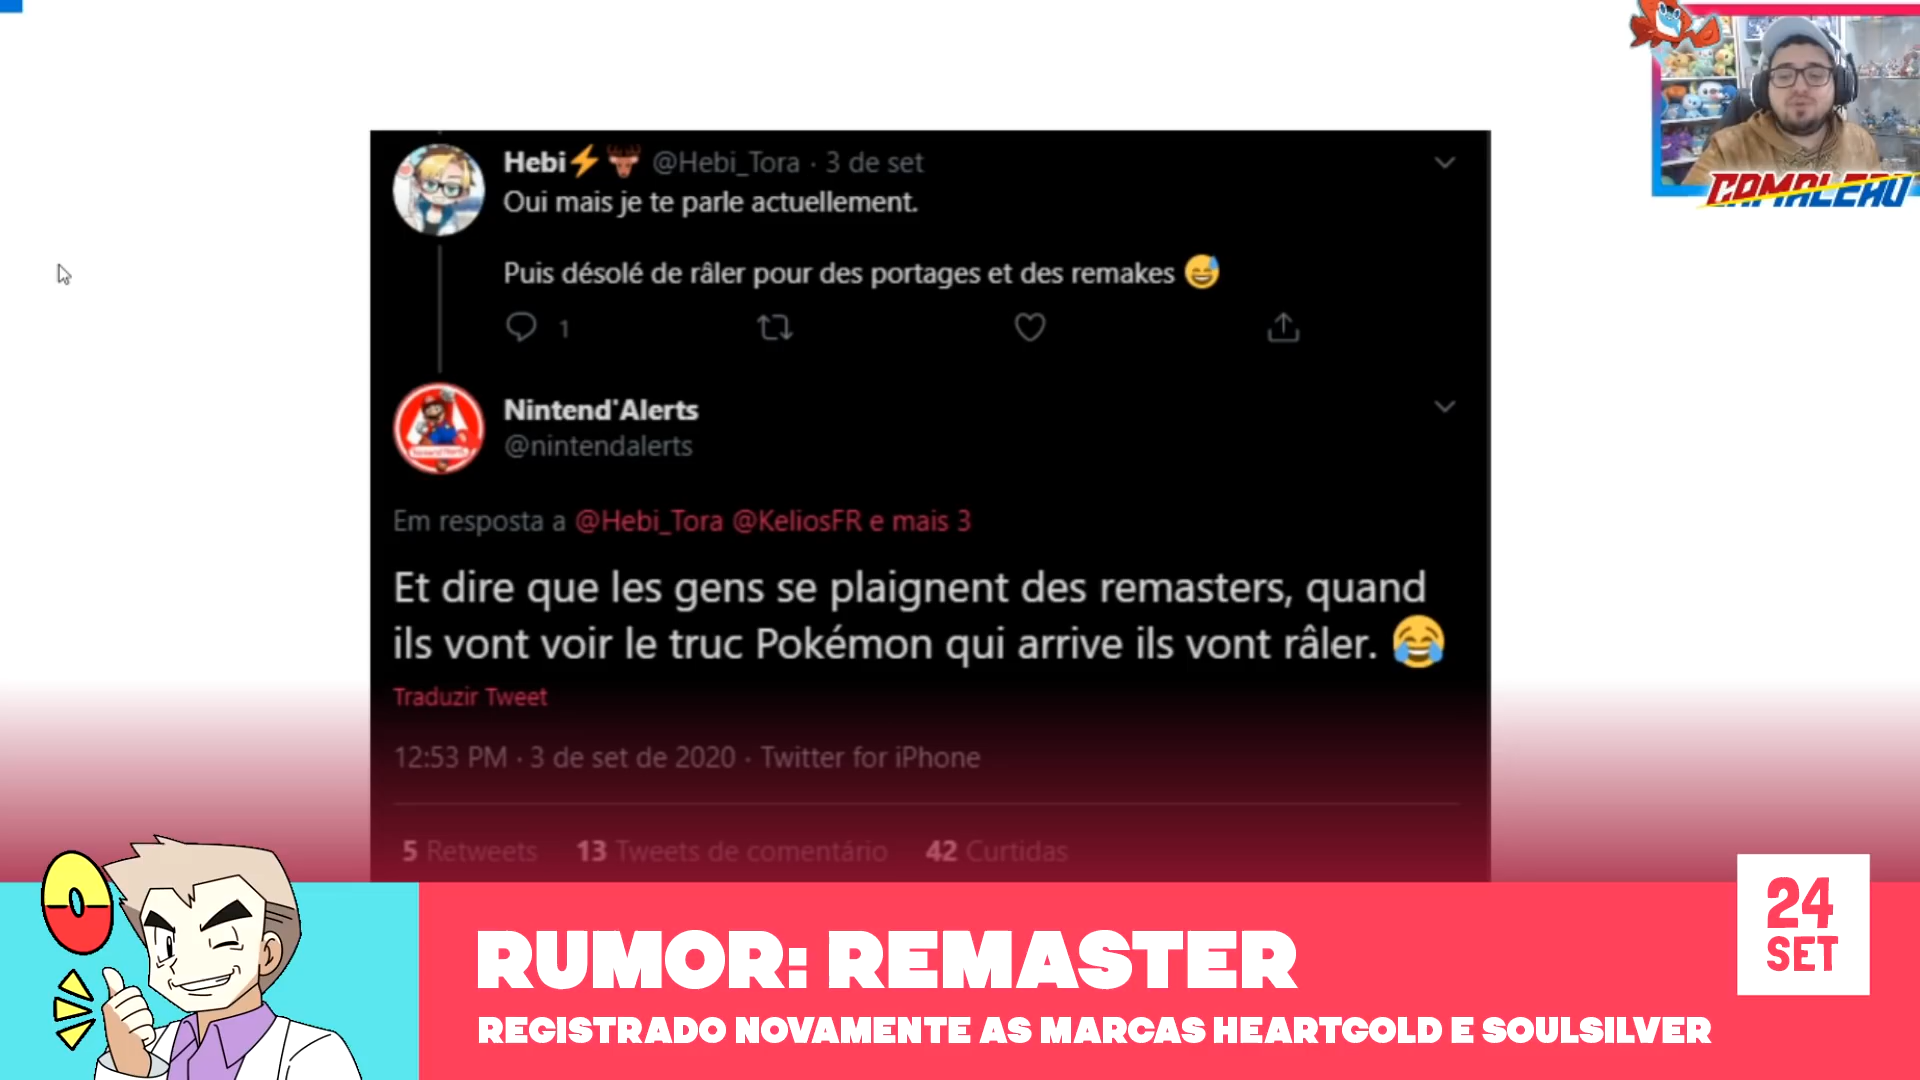 CAMALEAU
Hebi⚡ @Hebi_Tora · 3 de set
Oui mais je te parle actuellement.
Puis désolé de râler pour des portages et des remakes 😅
1
Nintend'Alerts
@nintendalerts
Em resposta a @Hebi_Tora @KeliosFR e mais 3
Et dire que les gens se plaignent des remasters, quand
ils vont voir le truc Pokémon qui arrive ils vont râler. 😂
Traduzir Tweet
12:53 PM · 3 de set de 2020 · Twitter for iPhone
5 Retweets 13 Tweets de comentário 42 Curtidas
24
SET
RUMOR: REMASTER
REGISTRADO NOVAMENTE AS MARCAS HEARTGOLD E SOULSILVER